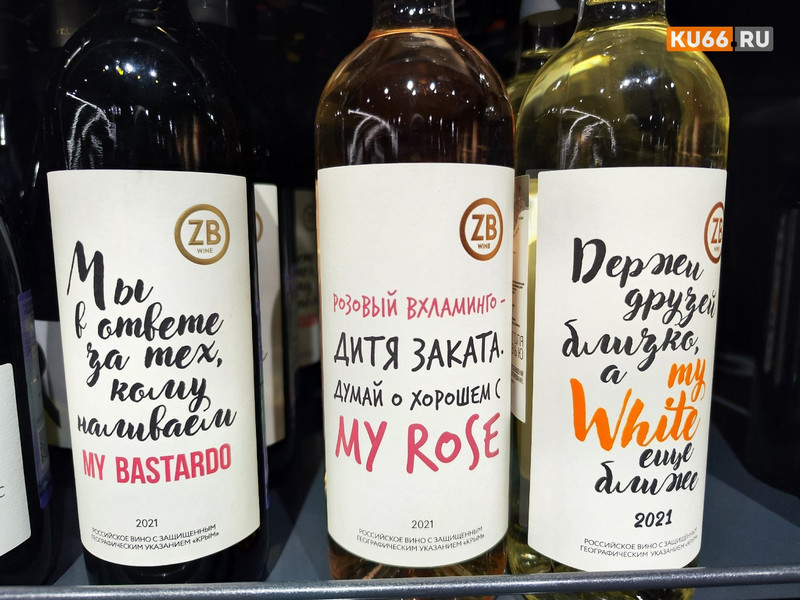 KU66.RU
ZB
WINE
Мы
в ответе
за тех,
кому
наливаем
MY BASTARDO
2021
РОССИЙСКОЕ ВИНО С ЗАЩИЩЕННЫМ
ГЕОГРАФИЧЕСКИМ УКАЗАНИЕМ «КРЫМ»
ZB
WINE
РОЗОВЫЙ ВХЛАМИНГО -
ДИТЯ ЗАКАТА.
ДУМАЙ О ХОРОШЕМ С
MY ROSE
2021
РОССИЙСКОЕ ВИНО С ЗАЩИЩЕННЫМ
ГЕОГРАФИЧЕСКИМ УКАЗАНИЕМ «КРЫМ»
ZB
WINE
Держи
друзей
близко,
а my
White
еще
ближе
2021
РОССИЙСКОЕ ВИНО С ЗАЩИЩЕННЫМ
ГЕОГРАФИЧЕСКИМ УКАЗАНИЕМ «КРЫМ»